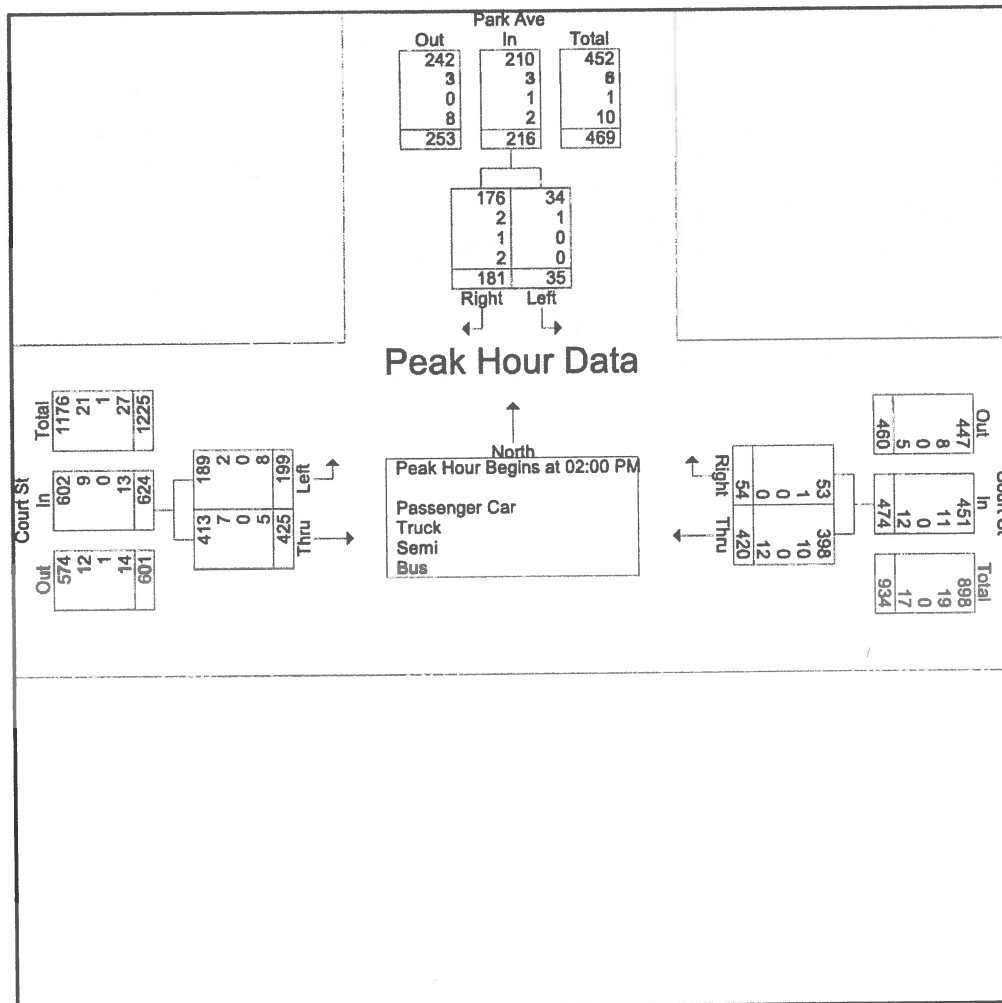 Park Ave
Out In Total
242 210 452
3 3 6
0 1 1
8 2 10
253 216 469
176 34
2 1
1 0
2 0
181 35
Right Left
Peak Hour Data
North
Peak Hour Begins at 02:00 PM
Passenger Car
Truck
Semi
Bus
Court St
Total In Out
1176 602 574
21 9 12
1 0 1
27 13 14
1225 624 601
189 413
2 7
0 0
8 5
199 425
Left Thru
Out In Total
447 451 898
8 11 19
0 0 0
5 12 17
460 474 934
53 398
1 10
0 0
0 12
54 420
Right Thru